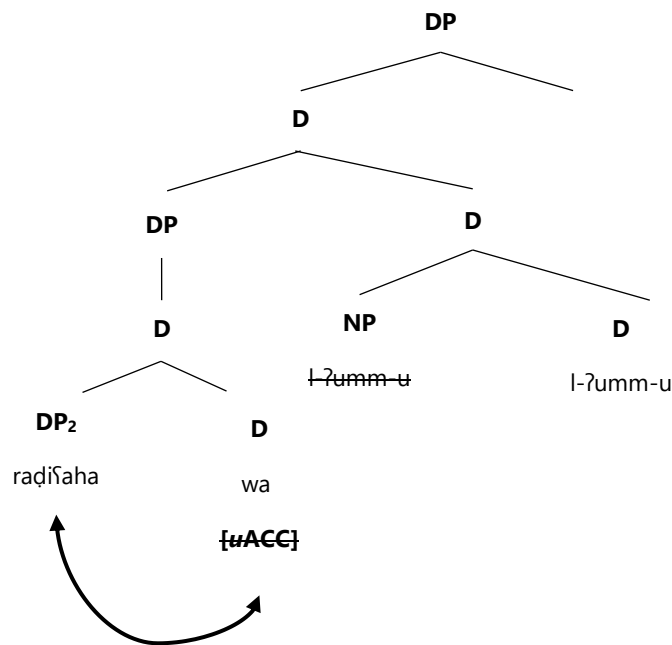 DP
D
DP D
D NP D
l-ʔumm-u l-ʔumm-u
DP₂ D
raḍiʕaha wa
[uACC]